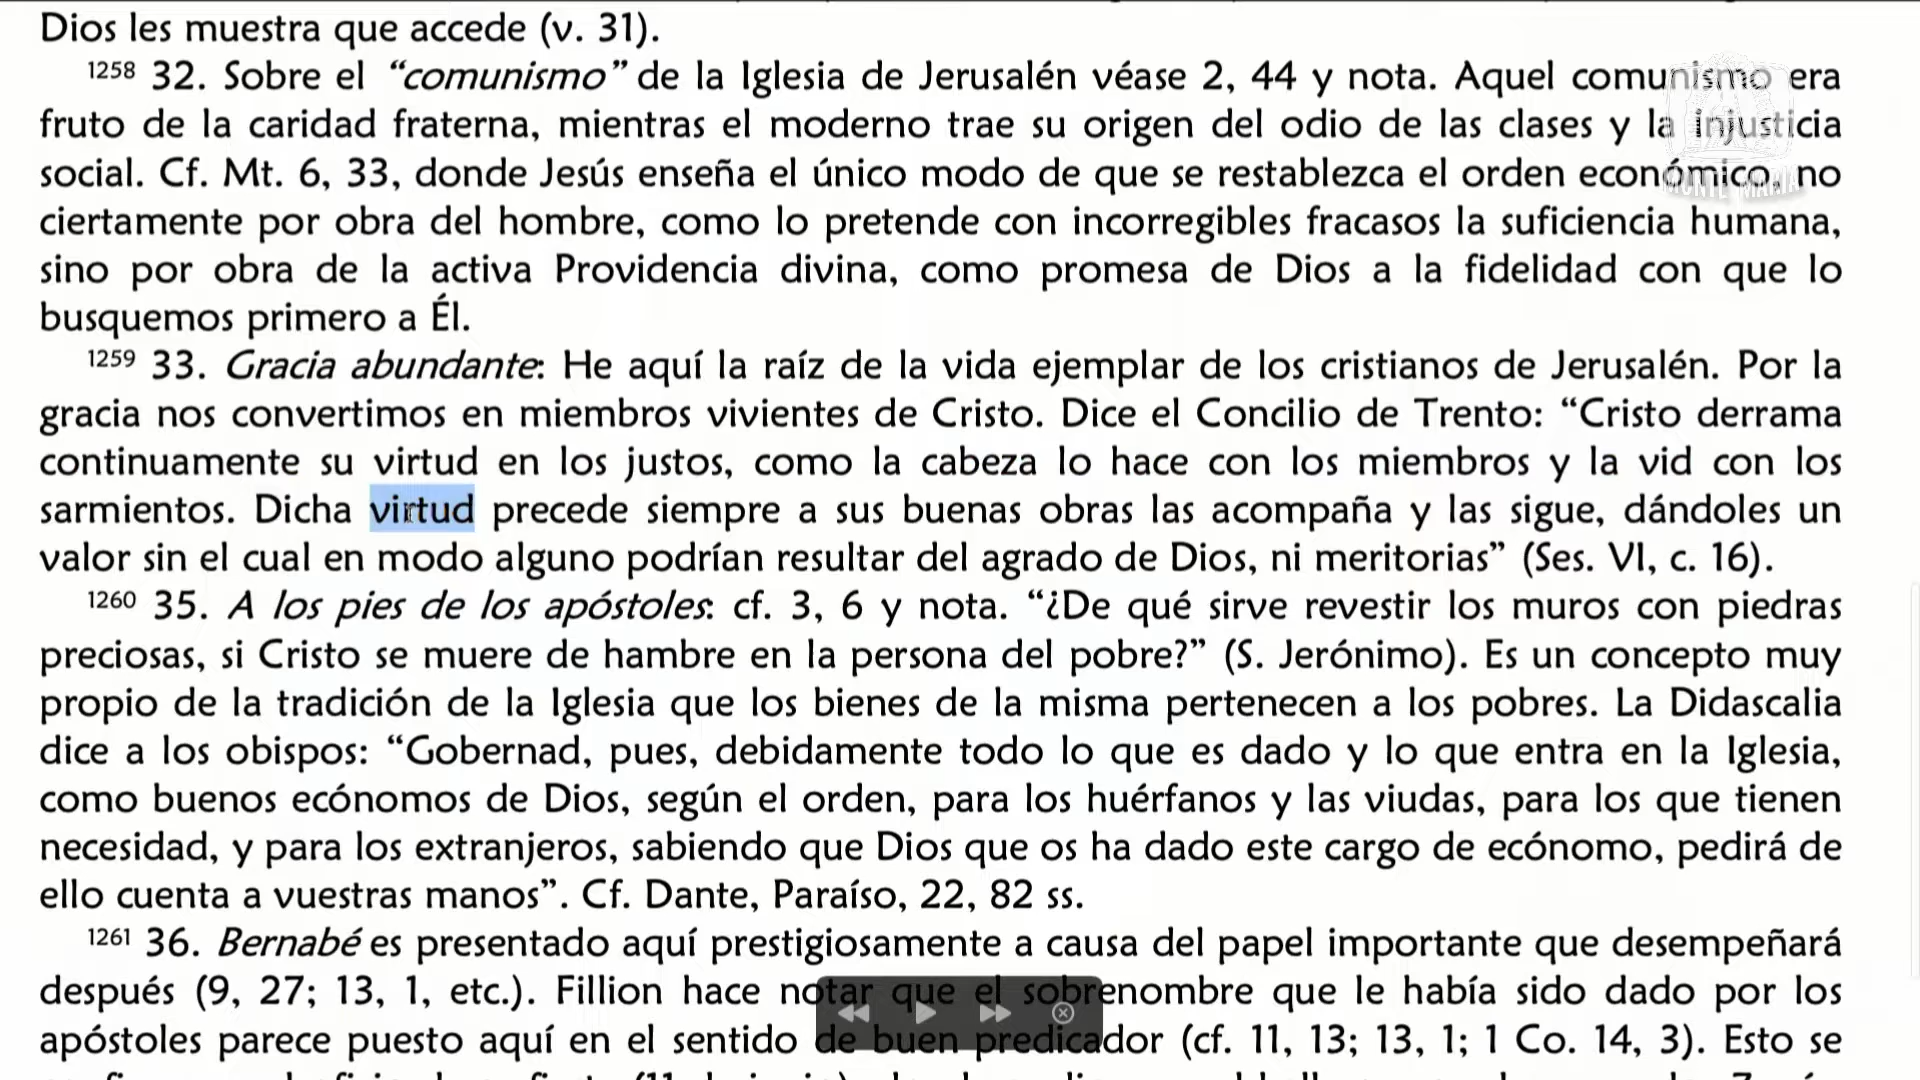 Dios les muestra que accede (v. 31).
1258 32. Sobre el “comunismo” de la Iglesia de Jerusalén véase 2, 44 y nota. Aquel comunismo era
fruto de la caridad fraterna, mientras el moderno trae su origen del odio de las clases y la injusticia
social. Cf. Mt. 6, 33, donde Jesús enseña el único modo de que se restablezca el orden económico, no
ciertamente por obra del hombre, como lo pretende con incorregibles fracasos la suficiencia humana,
sino por obra de la activa Providencia divina, como promesa de Dios a la fidelidad con que lo
busquemos primero a Él.
1259 33. Gracia abundante: He aquí la raíz de la vida ejemplar de los cristianos de Jerusalén. Por la
gracia nos convertimos en miembros vivientes de Cristo. Dice el Concilio de Trento: “Cristo derrama
continuamente su virtud en los justos, como la cabeza lo hace con los miembros y la vid con los
sarmientos. Dicha virtud precede siempre a sus buenas obras las acompaña y las sigue, dándoles un
valor sin el cual en modo alguno podrían resultar del agrado de Dios, ni meritorias” (Ses. VI, c. 16).
1260 35. A los pies de los apóstoles: cf. 3, 6 y nota. “¿De qué sirve revestir los muros con piedras
preciosas, si Cristo se muere de hambre en la persona del pobre?” (S. Jerónimo). Es un concepto muy
propio de la tradición de la Iglesia que los bienes de la misma pertenecen a los pobres. La Didascalia
dice a los obispos: “Gobernad, pues, debidamente todo lo que es dado y lo que entra en la Iglesia,
como buenos ecónomos de Dios, según el orden, para los huérfanos y las viudas, para los que tienen
necesidad, y para los extranjeros, sabiendo que Dios que os ha dado este cargo de ecónomo, pedirá de
ello cuenta a vuestras manos”. Cf. Dante, Paraíso, 22, 82 ss.
1261 36. Bernabé es presentado aquí prestigiosamente a causa del papel importante que desempeñará
después (9, 27; 13, 1, etc.). Fillion hace notar que el sobrenombre que le había sido dado por los
apóstoles parece puesto aquí en el sentido de buen predicador (cf. 11, 13; 13, 1; 1 Co. 14, 3). Esto se
MONTE MARÍA